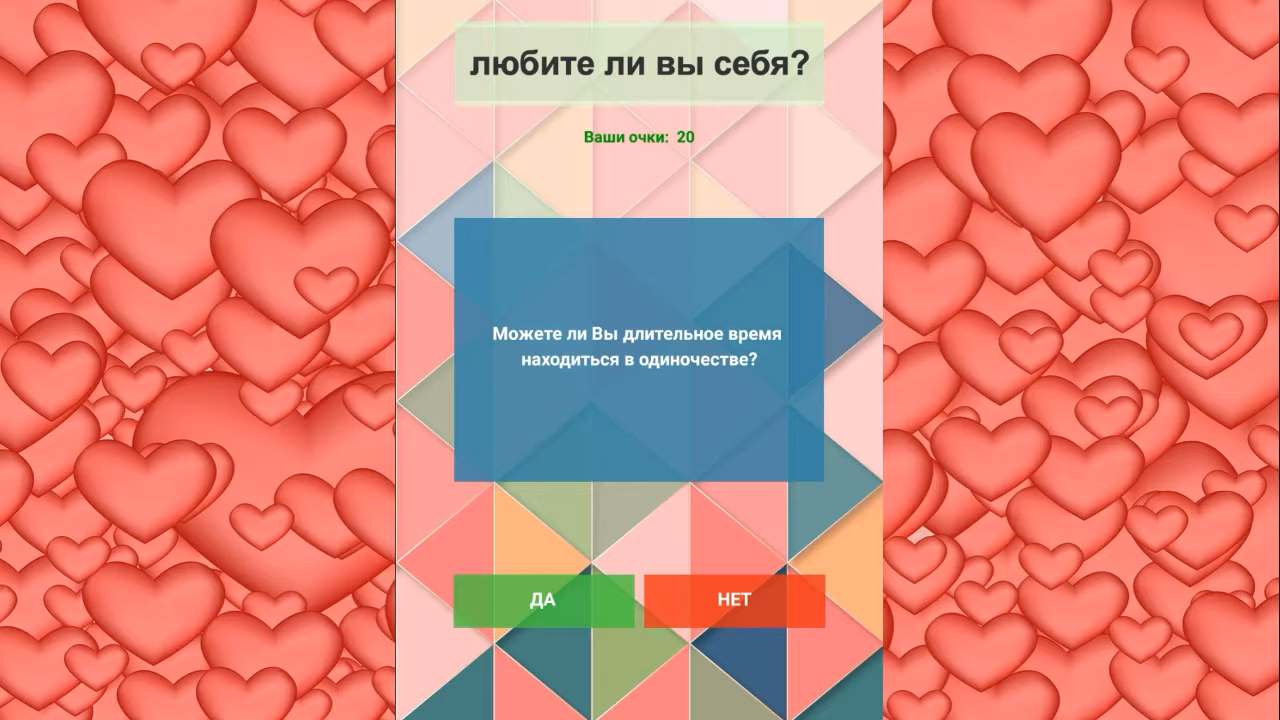 любите ли вы себя?
Ваши очки: 20
Можете ли Вы длительное время
находиться в одиночестве?
ДА
НЕТ